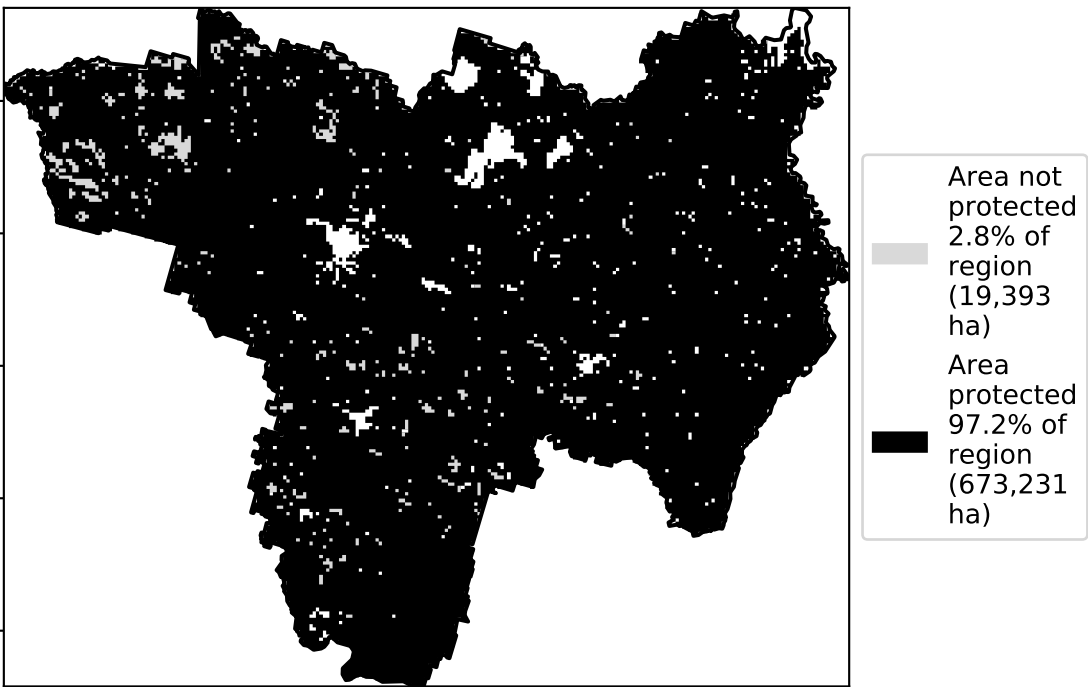 Area not
protected
2.8% of
region
(19,393
ha)
Area
protected
97.2% of
region
(673,231
ha)